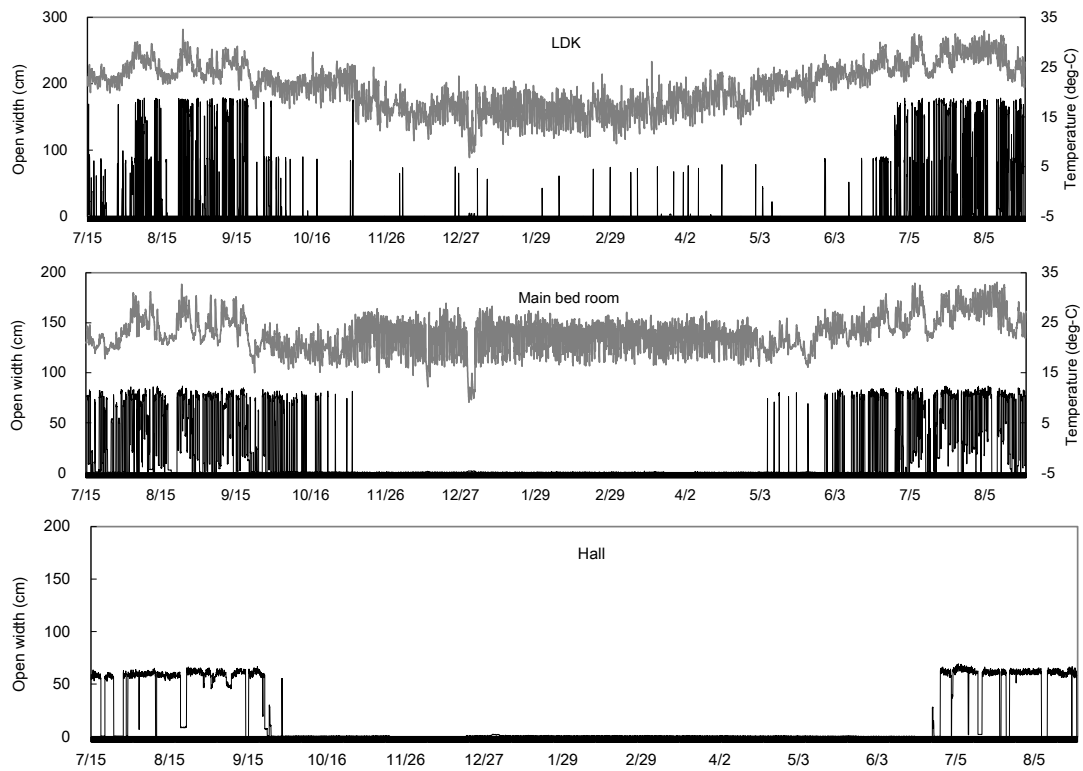 LDK
Open width (cm)
300
200
100
0
35
25
15
5
-5
Temperature (deg-C)
7/15 8/15 9/15 10/16 11/26 12/27 1/29 2/29 4/2 5/3 6/3 7/5 8/5
Main bed room
Open width (cm)
200
150
100
50
0
35
25
15
5
-5
Temperature (deg-C)
7/15 8/15 9/15 10/16 11/26 12/27 1/29 2/29 4/2 5/3 6/3 7/5 8/5
Hall
Open width (cm)
200
150
100
50
0
7/15 8/15 9/15 10/16 11/26 12/27 1/29 2/29 4/2 5/3 6/3 7/5 8/5